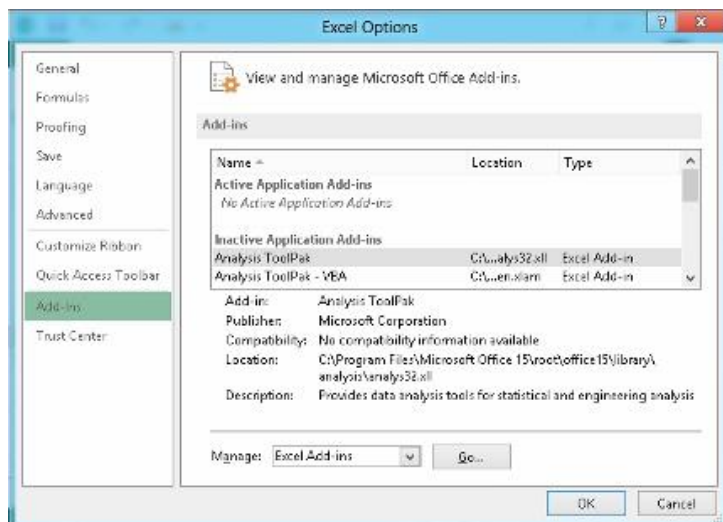 Excel Options
?
General
Formulas
Proofing
Save
Language
Advanced
Customize Ribbon
Quick Access Toolbar
Add-Ins
Trust Center
View and manage Microsoft Office Add-ins.
Add-ins
Name Location Type
Active Application Add-ins
No Active Application Add-ins
Inactive Application Add-ins
Analysis ToolPak C:\...alys32.xll Excel Add-in
Analysis ToolPak - VBA C:\...en.xlam Excel Add-in
Add-in: Analysis ToolPak
Publisher: Microsoft Corporation
Compatibility: No compatibility information available
Location: C:\Program Files\Microsoft Office 15\root\office15\library\
analysis\analys32.xll
Description: Provides data analysis tools for statistical and engineering analysis
Manage: Excel Add-ins Go...
OK Cancel